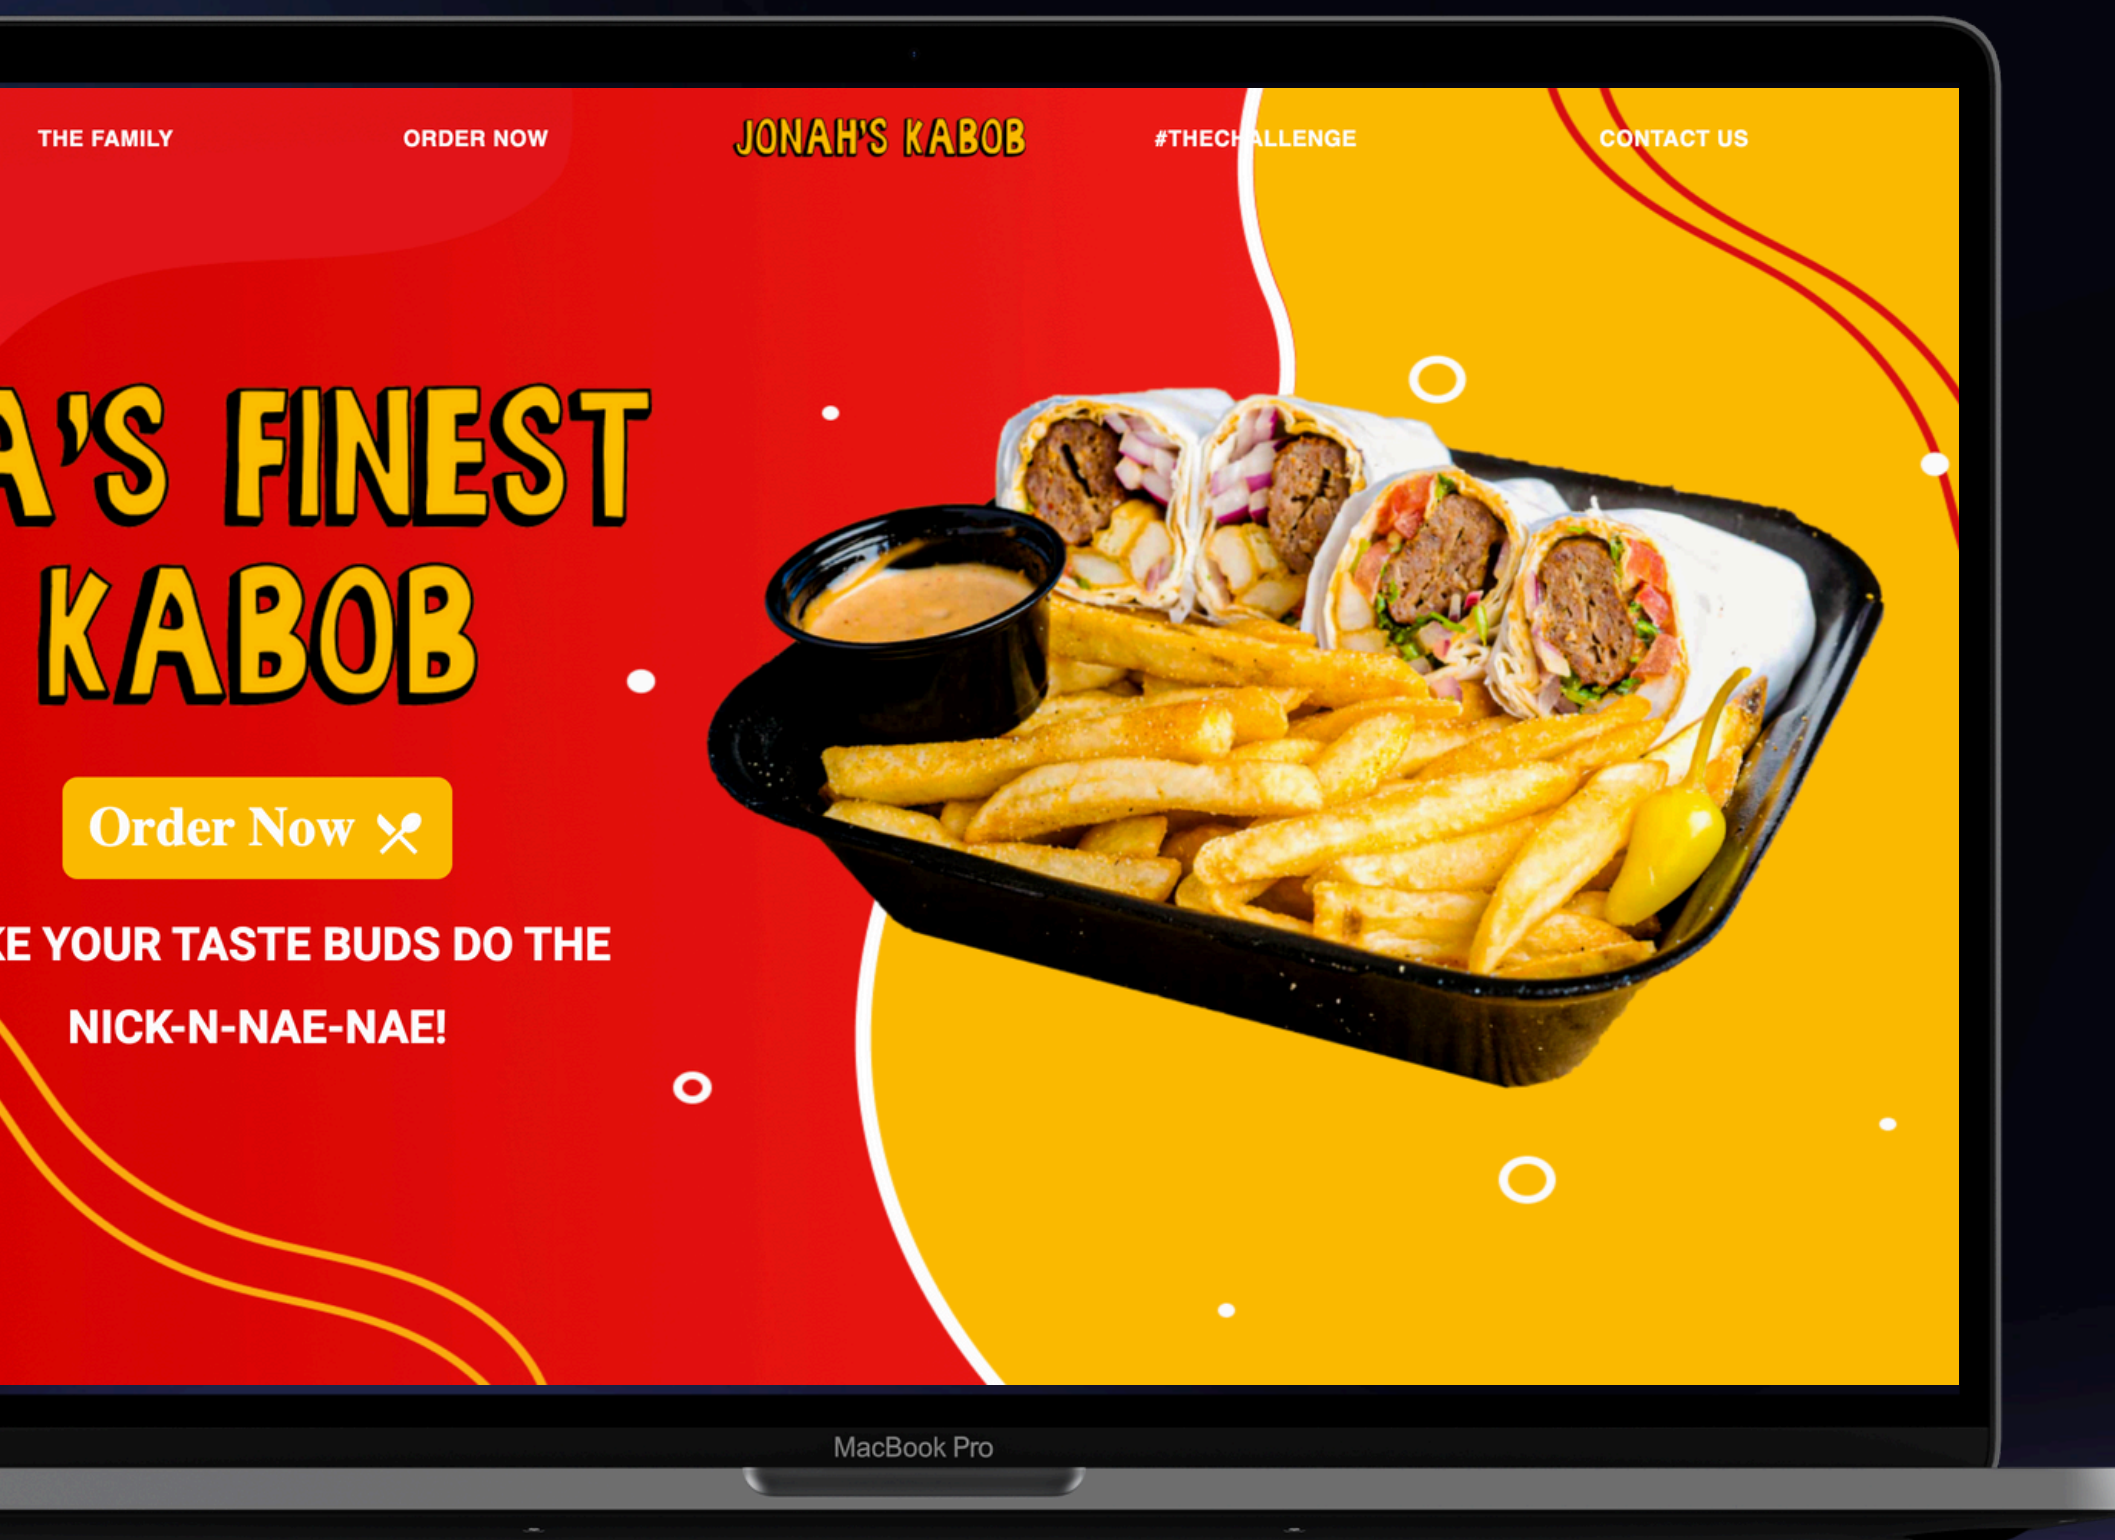 THE FAMILY ORDER NOW JONAH'S KABOB #THECHALLENGE CONTACT US
A'S FINEST
KABOB
Order Now
KE YOUR TASTE BUDS DO THE
NICK-N-NAE-NAE!
MacBook Pro